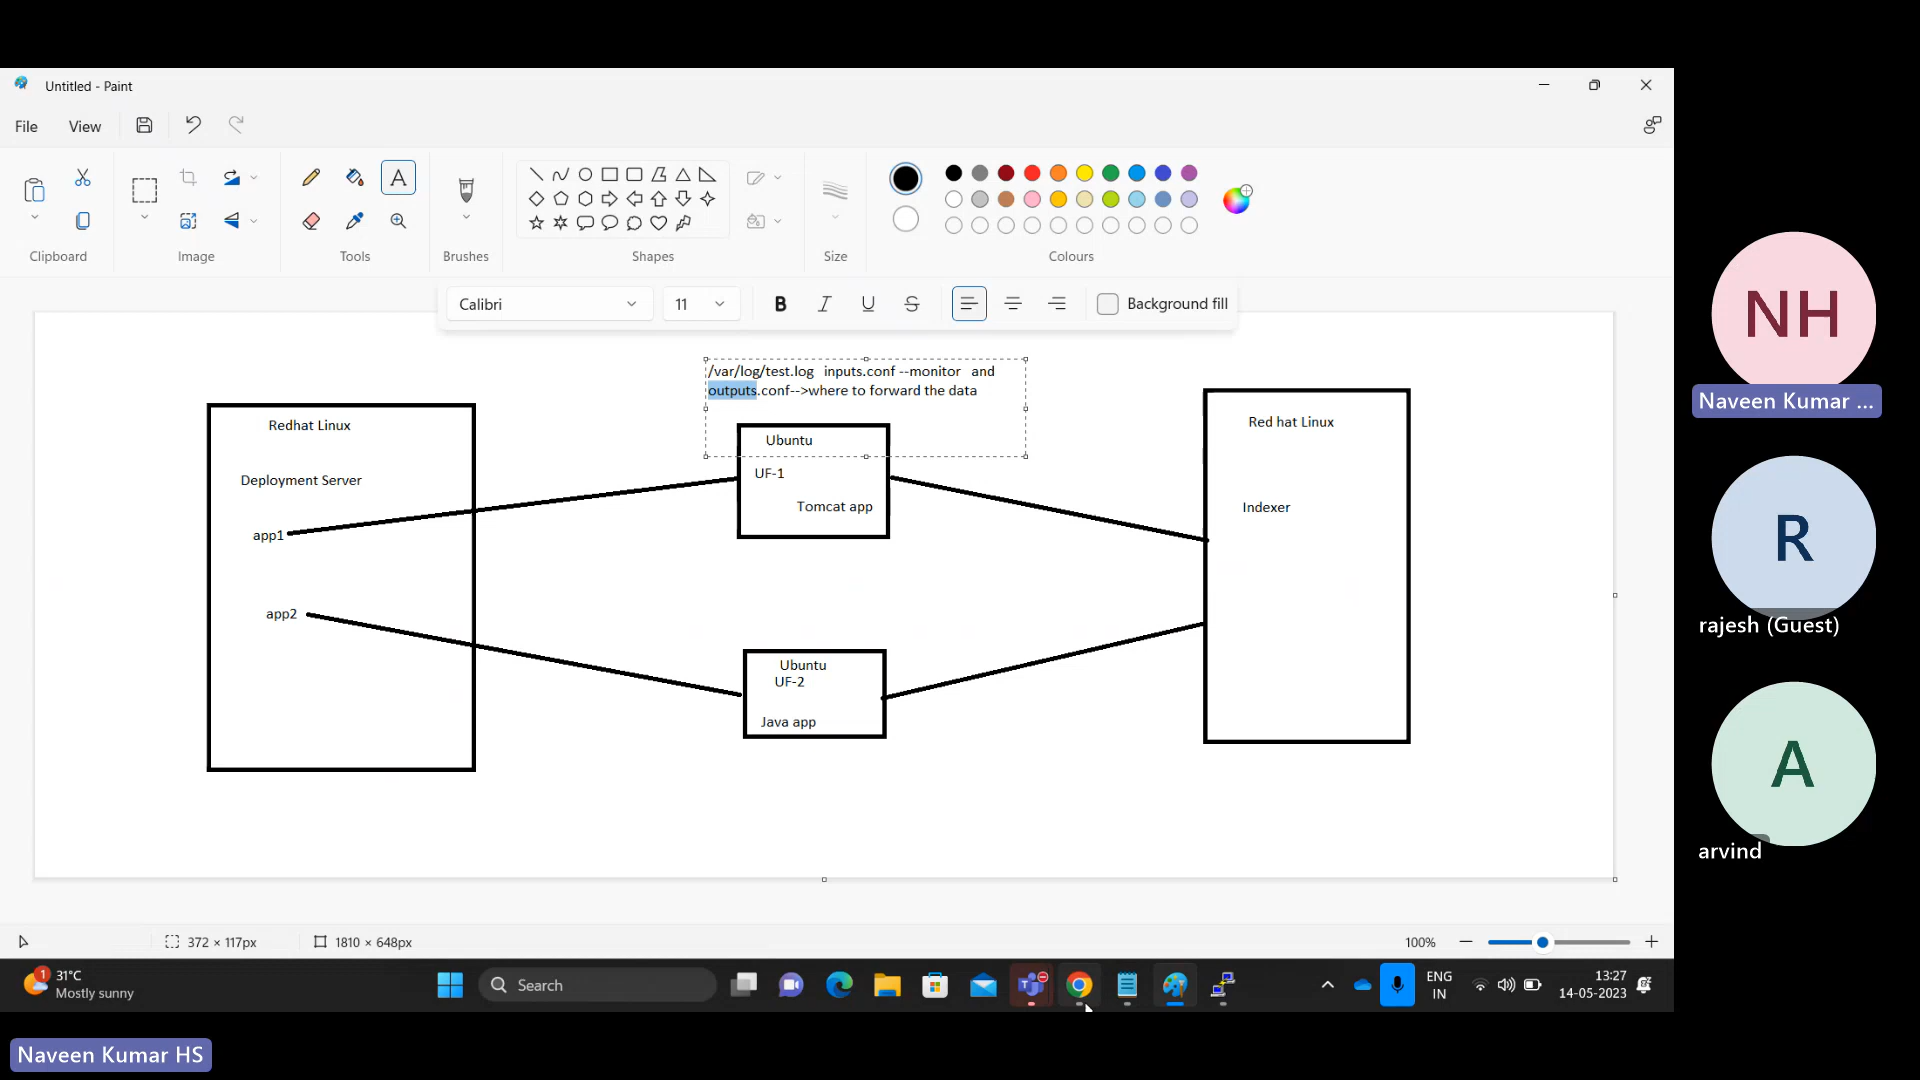 Untitled - Paint
File
View
Clipboard
Image
Tools
Brushes
Shapes
Size
Colours
Calibri
11
B
I
U
S
Background fill
/var/log/test.log inputs.conf --monitor and
outputs.conf-->where to forward the data
Redhat Linux
Deployment Server
app1
app2
Ubuntu
UF-1
Tomcat app
Ubuntu
UF-2
Java app
Red hat Linux
Indexer
NH
Naveen Kumar ...
R
rajesh (Guest)
A
arvind
372 × 117px
1810 × 648px
100%
1
31°C
Mostly sunny
Search
ENG
IN
13:27
14-05-2023
Naveen Kumar HS